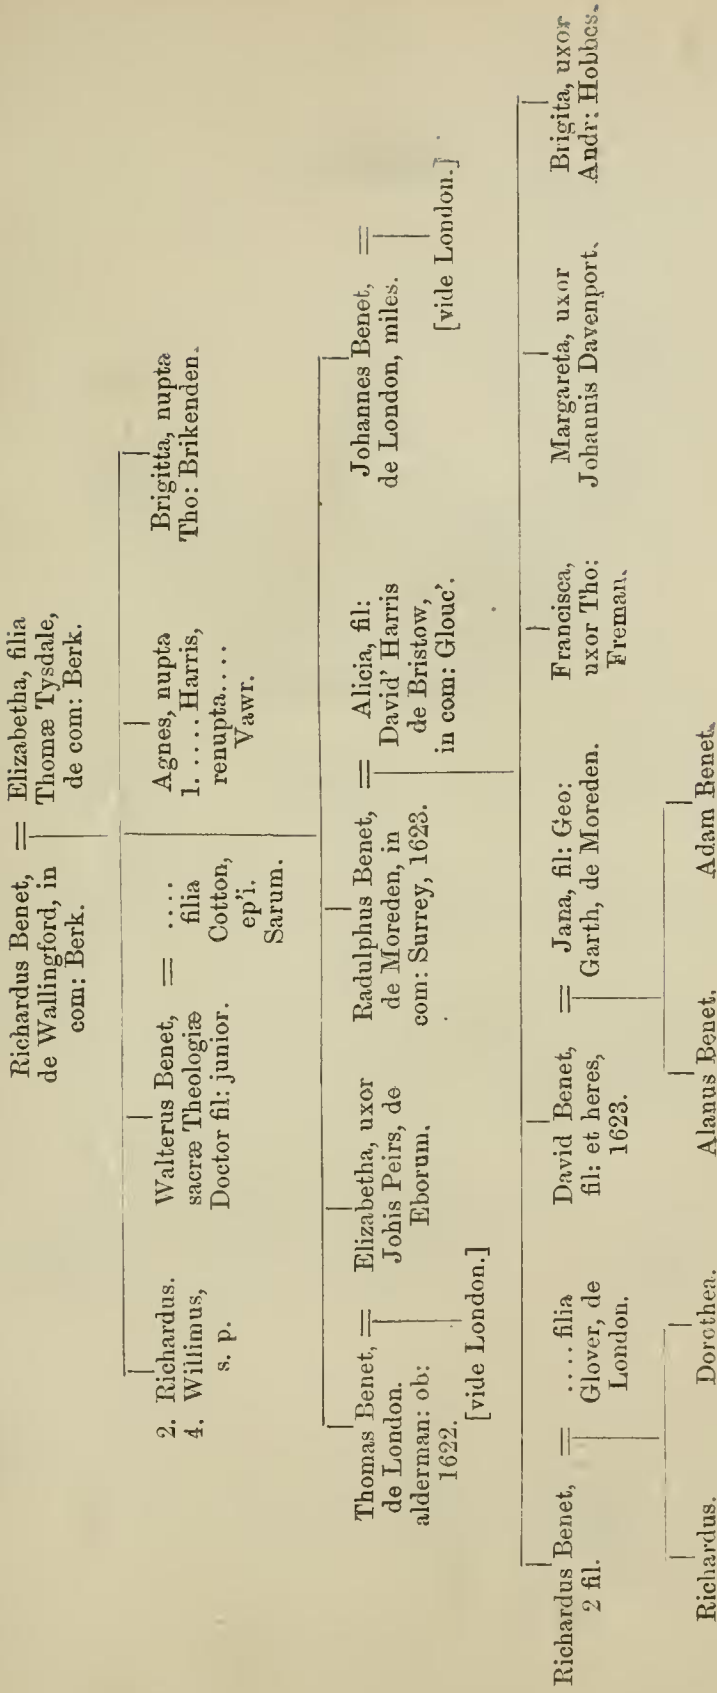 Richardus Benet,
de Wallingford, in
com: Berk.
=
Elizabetha, filia
Thomæ Tysdale,
de com: Berk.
2. Richardus.
4. Willimus,
s. p.
Walterus Benet,
sacræ Theologiæ
Doctor fil: junior.
=
....
filia
Cotton,
ep'i.
Sarum.
Agnes, nupta
1. .... Harris,
renupta....
Vawr.
Brigitta, nupta
Tho: Brikenden.
Thomas Benet,
de London.
alderman: ob:
1622.
=
[vide London.]
Elizabetha, uxor
Johis Peirs, de
Eborum.
Radulphus Benet,
de Moreden, in
com: Surrey, 1623.
=
Alicia, fil:
David' Harris
de Bristow,
in com: Glouc'.
Johannes Benet,
de London, miles.
=
[vide London.]
Richardus Benet,
2 fil.
=
....filia
Glover, de
London.
David Benet,
fil: et heres,
1623.
=
Jana, fil: Geo:
Garth, de Moreden.
Francisca,
uxor Tho:
Freman.
Margareta, uxor
Johannis Davenport.
Brigita, uxor
Andr: Hobbes.
Richardus.
Dorothea.
Alanus Benet.
Adam Benet.